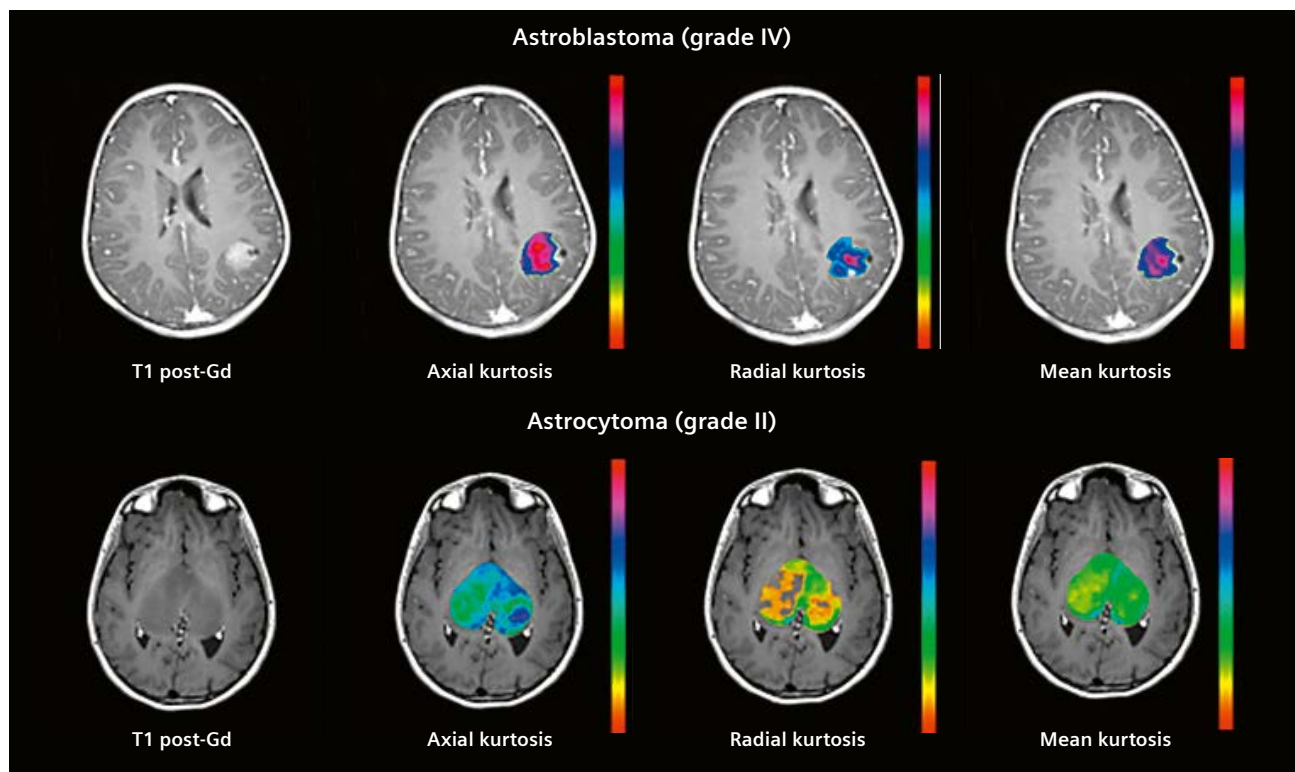 Astroblastoma (grade IV)
T1 post-Gd
Axial kurtosis
Radial kurtosis
Mean kurtosis
Astrocytoma (grade II)
T1 post-Gd
Axial kurtosis
Radial kurtosis
Mean kurtosis